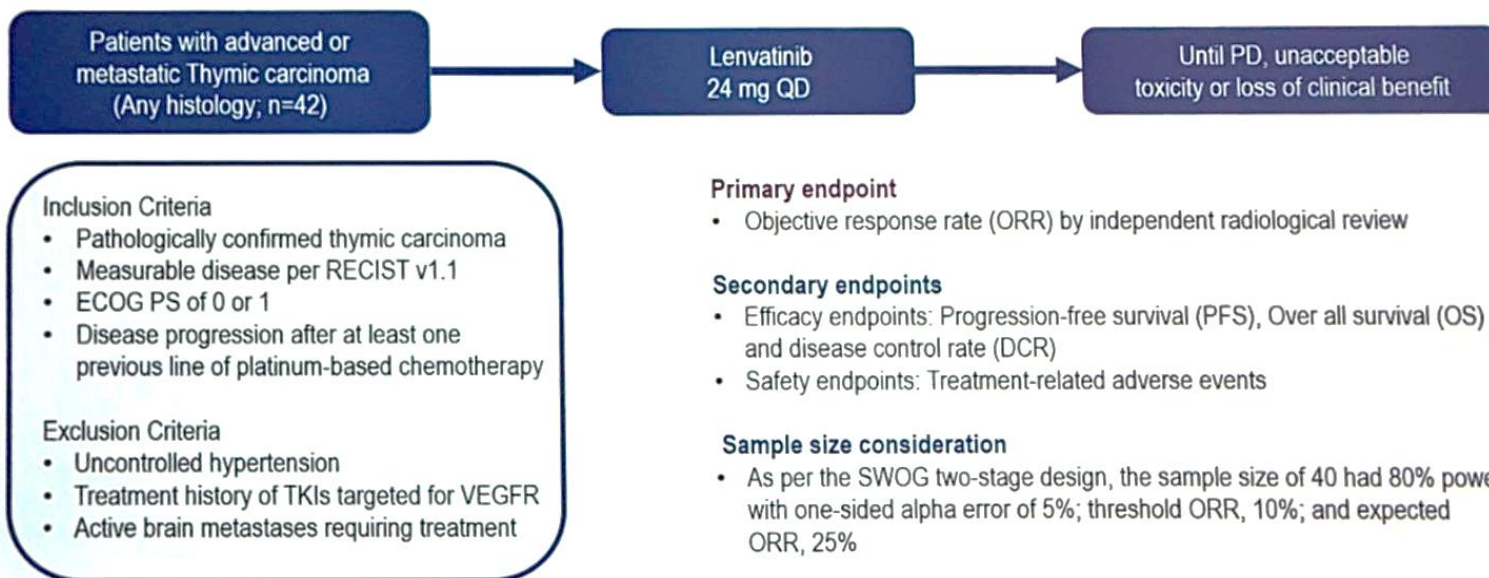 Patients with advanced or
metastatic Thymic carcinoma
(Any histology; n=42)
Lenvatinib
24 mg QD
Until PD, unacceptable
toxicity or loss of clinical benefit
Inclusion Criteria
• Pathologically confirmed thymic carcinoma
• Measurable disease per RECIST v1.1
• ECOG PS of 0 or 1
• Disease progression after at least one
previous line of platinum-based chemotherapy
Exclusion Criteria
• Uncontrolled hypertension
• Treatment history of TKIs targeted for VEGFR
• Active brain metastases requiring treatment
Primary endpoint
• Objective response rate (ORR) by independent radiological review
Secondary endpoints
• Efficacy endpoints: Progression-free survival (PFS), Over all survival (OS)
and disease control rate (DCR)
• Safety endpoints: Treatment-related adverse events
Sample size consideration
• As per the SWOG two-stage design, the sample size of 40 had 80% powe
with one-sided alpha error of 5%; threshold ORR, 10%; and expected
ORR, 25%